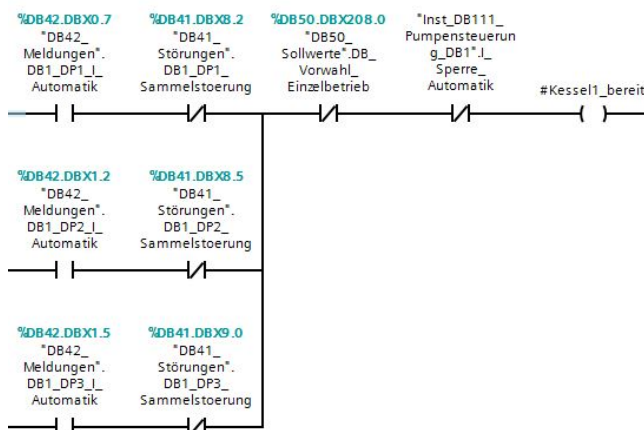 %DB42.DBX0.7
"DB42_
Meldungen".
DB1_DP1_I_
Automatik
%DB41.DBX8.2
"DB41_
Störungen".
DB1_DP1_
Sammelstoerung
%DB50.DBX208.0
"DB50_
Sollwerte".DB_
Vorwahl_
Einzelbetrieb
"Inst_DB111_
Pumpensteuerun
g_DB1".I_
Sperre_
Automatik
#Kessel1_bereit
%DB42.DBX1.2
"DB42_
Meldungen".
DB1_DP2_I_
Automatik
%DB41.DBX8.5
"DB41_
Störungen".
DB1_DP2_
Sammelstoerung
%DB42.DBX1.5
"DB42_
Meldungen".
DB1_DP3_I_
Automatik
%DB41.DBX9.0
"DB41_
Störungen".
DB1_DP3_
Sammelstoerung